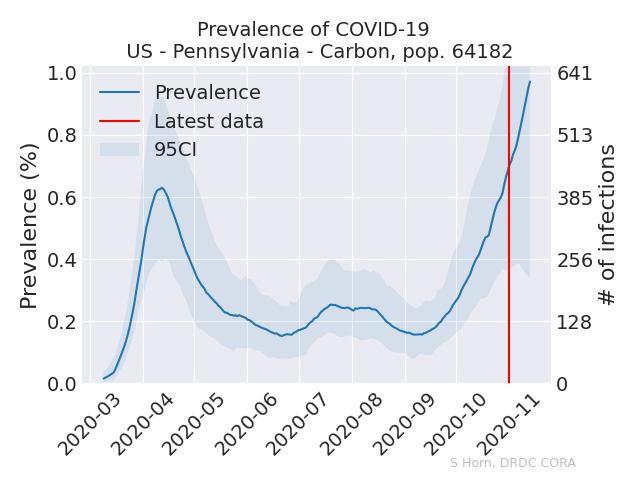 Prevalence of COVID-19
US - Pennsylvania - Carbon, pop. 64182
Prevalence
Latest data
95CI
1.0
0.8
0.6
0.4
0.2
0.0
Prevalence (%)
641
513
385
256
128
0
# of infections
2020-03
2020-04
2020-05
2020-06
2020-07
2020-08
2020-09
2020-10
2020-11
S Horn, DRDC CORA